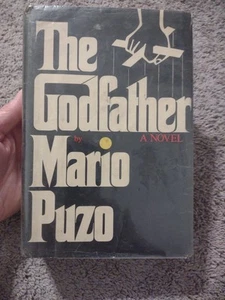 The
Godfather
by
A NOVEL
Mario
Puzo